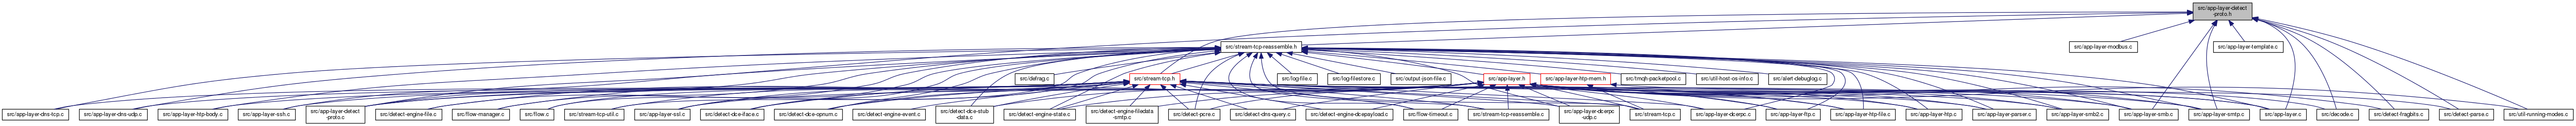 src/app-layer-detect
-proto.h
src/stream-tcp-reassemble.h
src/app-layer-modbus.c
src/app-layer-template.c
src/defrag.c
src/stream-tcp.h
src/log-file.c
src/log-filestore.c
src/output-json-file.c
src/app-layer.h
src/app-layer-htp-mem.h
src/tmqh-packetpool.c
src/util-host-os-info.c
src/alert-debuglog.c
src/app-layer-dns-tcp.c
src/app-layer-dns-udp.c
src/app-layer-htp-body.c
src/app-layer-ssh.c
src/app-layer-detect
-proto.c
src/detect-engine-file.c
src/flow-manager.c
src/flow.c
src/stream-tcp-util.c
src/app-layer-ssl.c
src/detect-dce-iface.c
src/detect-dce-opnum.c
src/detect-engine-event.c
src/detect-dce-stub
-data.c
src/detect-engine-state.c
src/detect-engine-filedata
-smtp.c
src/detect-pcre.c
src/detect-dns-query.c
src/detect-engine-dcepayload.c
src/flow-timeout.c
src/stream-tcp-reassemble.c
src/app-layer-dcerpc
-udp.c
src/stream-tcp.c
src/app-layer-dcerpc.c
src/app-layer-ftp.c
src/app-layer-htp-file.c
src/app-layer-htp.c
src/app-layer-parser.c
src/app-layer-smb2.c
src/app-layer-smb.c
src/app-layer-smtp.c
src/app-layer.c
src/decode.c
src/detect-fragbits.c
src/detect-parse.c
src/util-running-modes.c